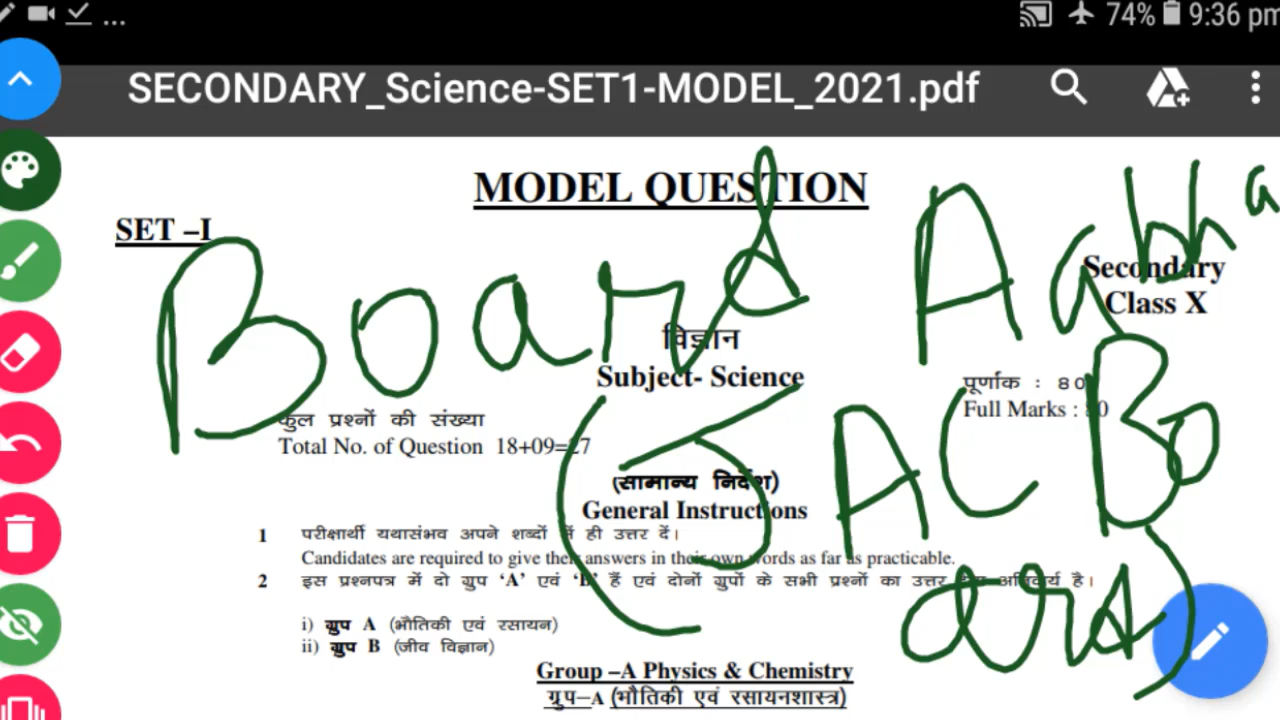 74% 9:36 pm
SECONDARY_Science-SET1-MODEL_2021.pdf
MODEL QUESTION
SET –I
Board Aabha
Secondary
Class X
विज्ञान
Subject- Science
पूर्णांक : 80
Full Marks : 80
कुल प्रश्नों की संख्या
Total No. of Question 18+09=27
(JAC Board)
(सामान्य निर्देश)
General Instructions
1 परीक्षार्थी यथासंभव अपने शब्दों में ही उत्तर दें।
Candidates are required to give their answers in their own words as far as practicable.
2 इस प्रश्नपत्र में दो ग्रुप ‘A’ एवं ‘B’ हैं एवं दोनों ग्रुपों के सभी प्रश्नों का उत्तर देना अनिवार्य है।
i) ग्रुप A (भौतिकी एवं रसायन)
ii) ग्रुप B (जीव विज्ञान)
Group –A Physics & Chemistry
ग्रुप–A (भौतिकी एवं रसायनशास्त्र)